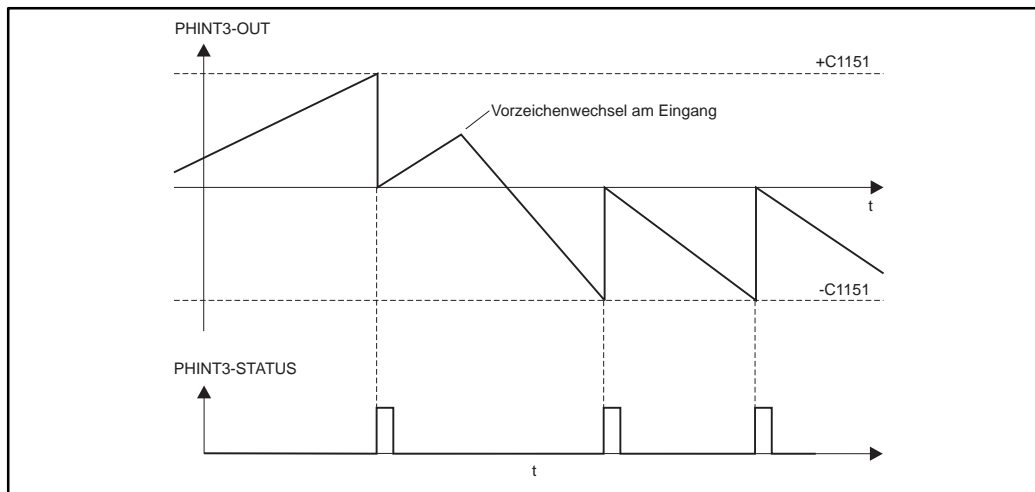 PHINT3-OUT
+C1151
Vorzeichenwechsel am Eingang
t
-C1151
PHINT3-STATUS
t